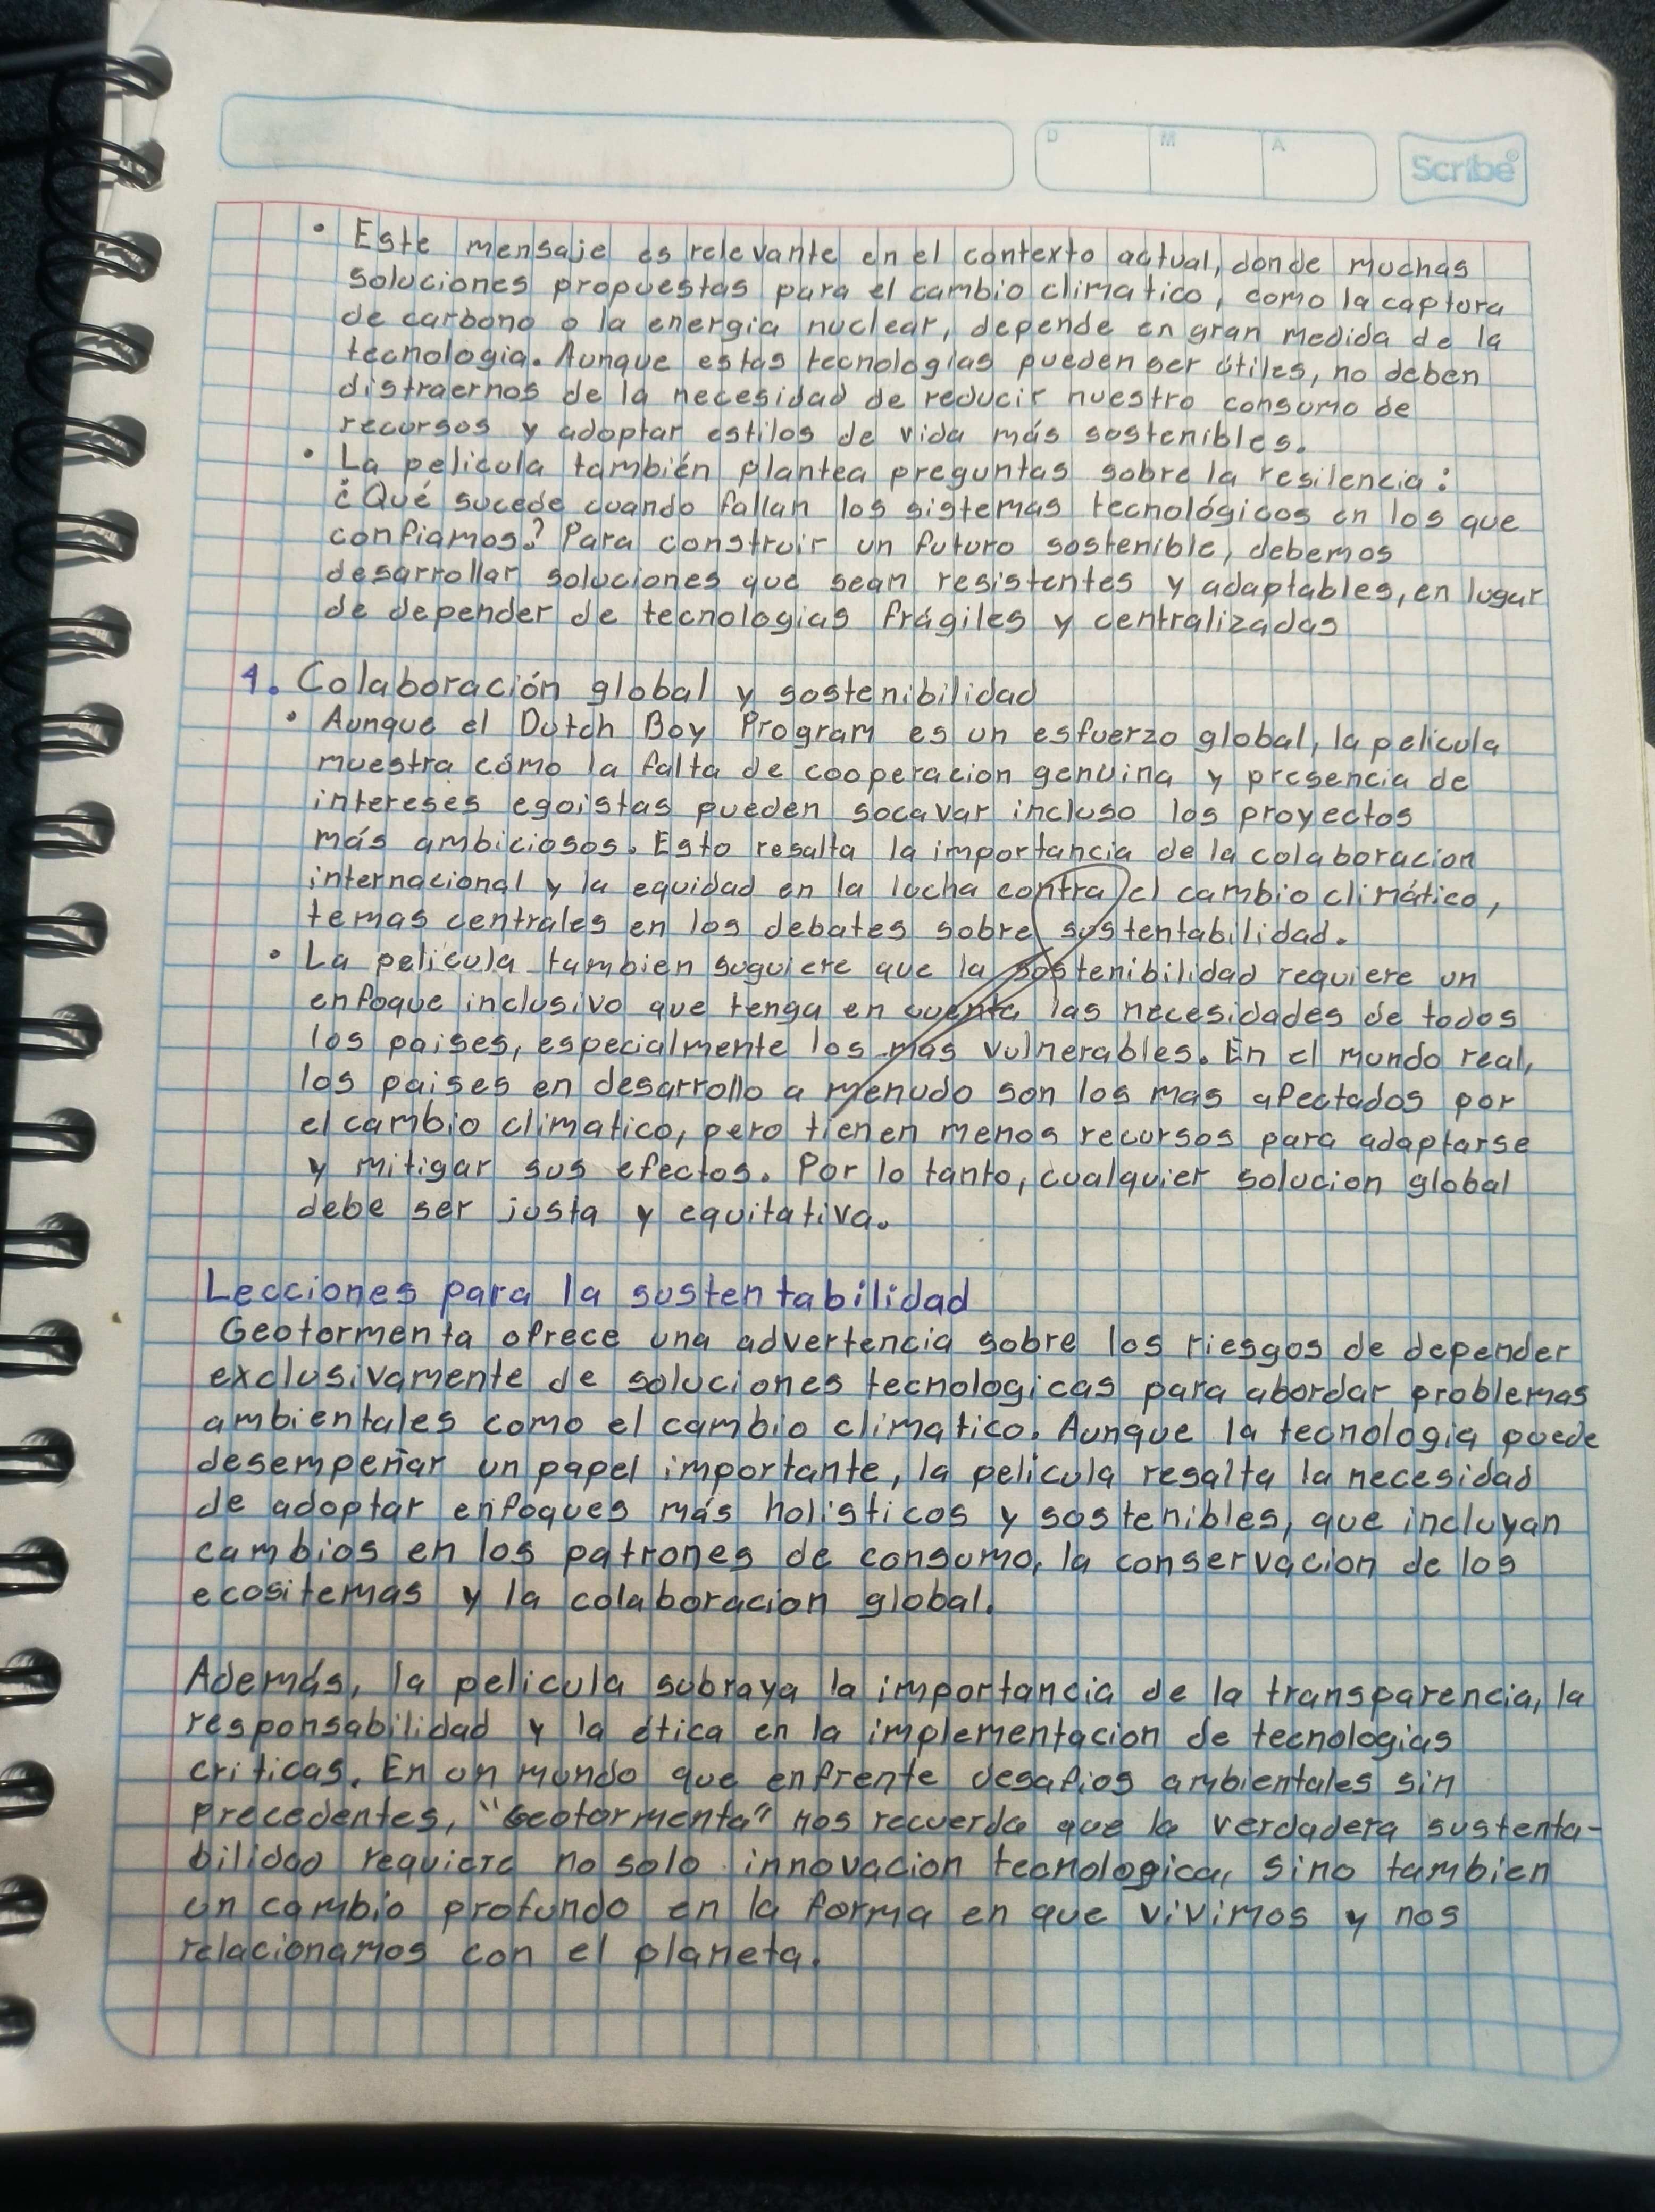 D M A Scribe®
• Este mensaje es relevante en el contexto actual, donde muchas
soluciones propuestas para el cambio climatico, como la captura
de carbono o la energia nuclear, depende en gran medida de la
tecnologia. Aunque estas tecnologias pueden ser útiles, no deben
distraernos de la necesidad de reducir nuestro consumo de
recursos y adoptar estilos de vida más sostenibles.
• La pelicula también plantea preguntas sobre la resilencia:
¿Qué sucede cuando fallan los sistemas tecnológicos en los que
confiamos? Para construir un futuro sostenible, debemos
desarrollar soluciones que sean resistentes y adaptables, en lugar
de depender de tecnologias frágiles y centralizadas
4. Colaboración global y sostenibilidad
• Aunque el Dutch Boy Program es un esfuerzo global, la pelicula
muestra cómo la falta de cooperacion genuina y presencia de
intereses egoistas pueden socavar incluso los proyectos
más ambiciosos. Esto resalta la importancia de la colaboracion
internacional y la equidad en la lucha contra el cambio climático,
temas centrales en los debates sobre sustentabilidad.
• La pelicula tambien suguiere que la sostenibilidad requiere un
enfoque inclusivo que tenga en cuenta las necesidades de todos
los paises, especialmente los más vulnerables. En el mundo real,
los paises en desarrollo a menudo son los mas afectados por
el cambio climatico, pero tienen menos recursos para adaptarse
y mitigar sus efectos. Por lo tanto, cualquier solucion global
debe ser justa y equitativa.
Lecciones para la sustentabilidad
Geotormenta ofrece una advertencia sobre los riesgos de depender
exclusivamente de soluciones tecnologicas para abordar problemas
ambientales como el cambio climatico. Aunque la tecnologia puede
desempeñar un papel importante, la pelicula resalta la necesidad
de adoptar enfoques más holisticos y sostenibles, que incluyan
cambios en los patrones de consumo, la conservacion de los
ecositemas y la colaboracion global.
Además, la pelicula subraya la importancia de la transparencia, la
responsabilidad y la ética en la implementacion de tecnologias
criticas. En un mundo que enfrente desafios ambientales sin
precedentes, "Geotormenta" nos recuerda que la verdadera sustenta-
bilidad requiere no solo innovacion tecnologica, sino tambien
un cambio profundo en la forma en que vivimos y nos
relacionamos con el planeta.